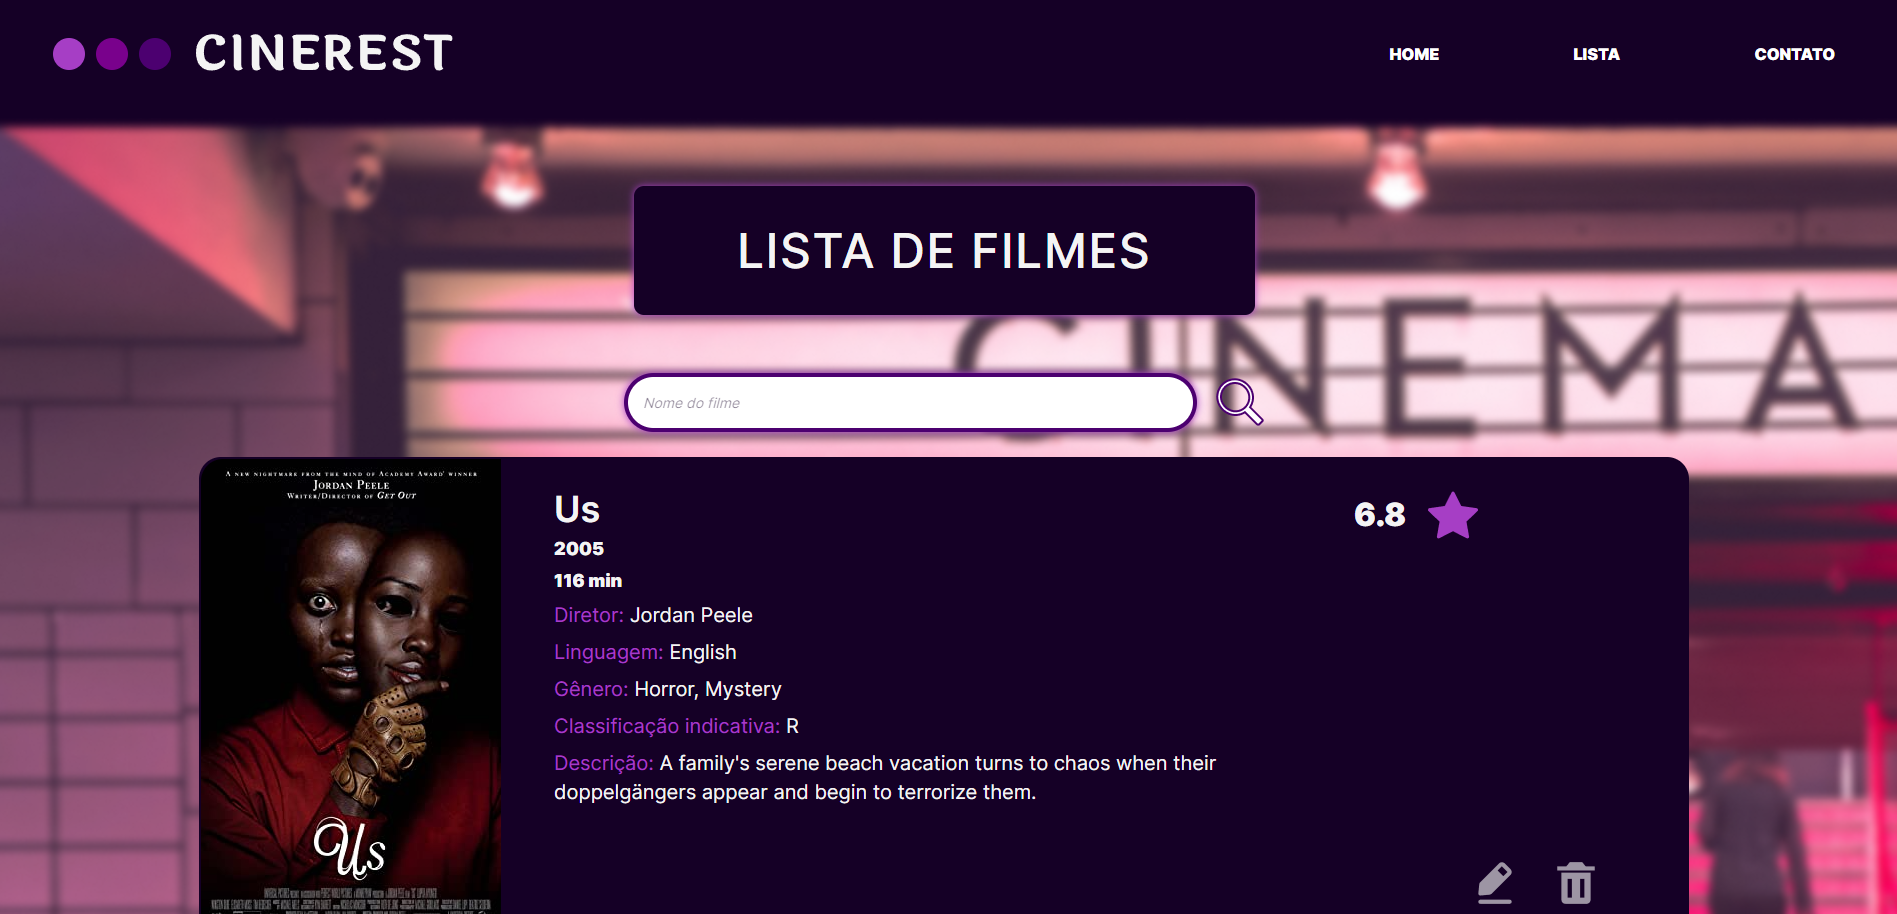 CINEREST
HOME
LISTA
CONTATO
LISTA DE FILMES
CINEMA
Nome do filme
A NEW NIGHTMARE FROM THE MIND OF ACADEMY AWARD® WINNER
JORDAN PEELE
WRITER/DIRECTOR OF GET OUT
Us
Us
6.8
2005
116 min
Diretor: Jordan Peele
Linguagem: English
Gênero: Horror, Mystery
Classificação indicativa: R
Descrição: A family's serene beach vacation turns to chaos when their
doppelgängers appear and begin to terrorize them.